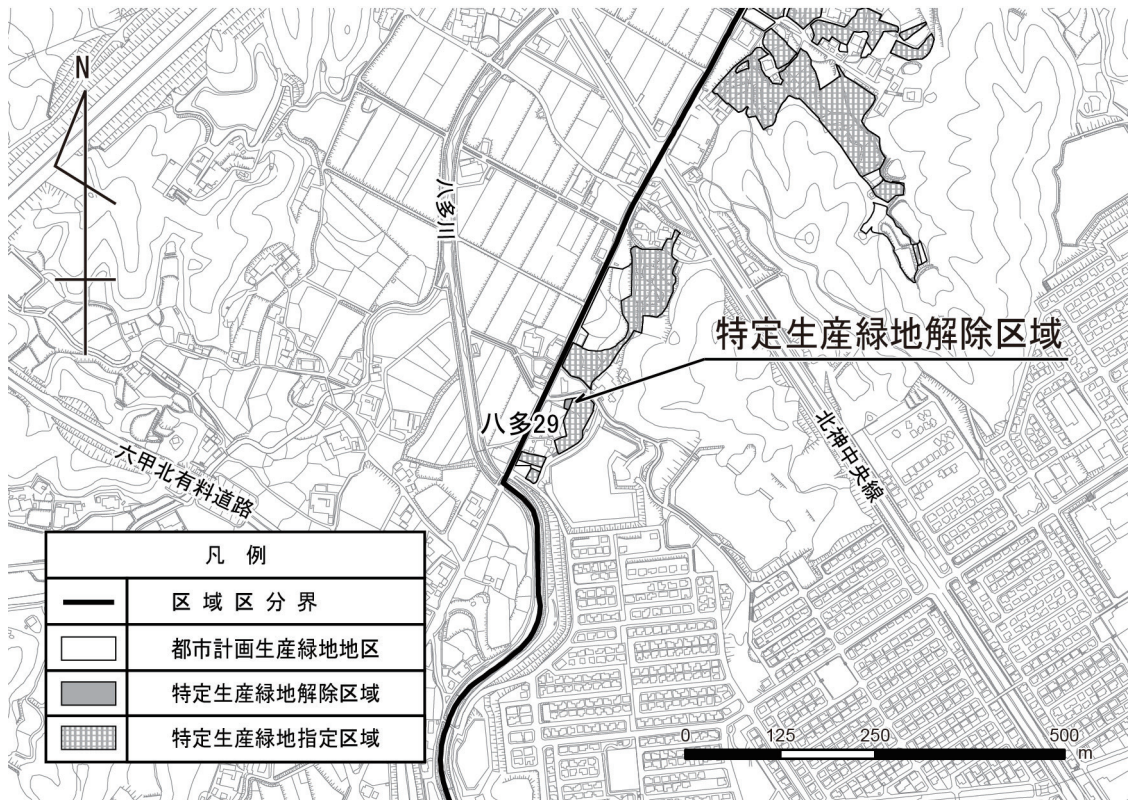 N
八多川
特定生産緑地解除区域
八多29
北神中央線
六甲北有料道路
凡 例
区 域 区 分 界
都市計画生産緑地地区
特定生産緑地解除区域
特定生産緑地指定区域
0 125 250 500
m